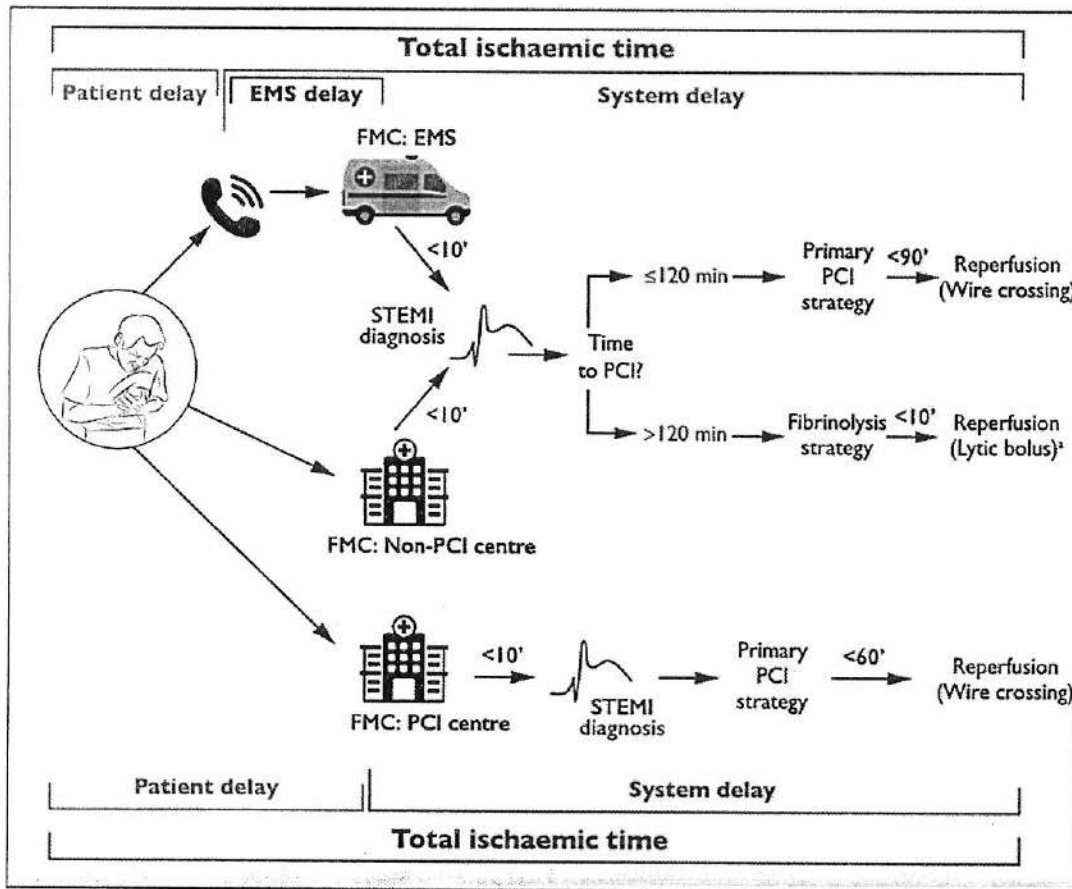 Total ischaemic time
Patient delay
EMS delay
System delay
FMC: EMS
<10'
STEMI
diagnosis
<10'
FMC: Non-PCI centre
Time
to PCI?
≤120 min
Primary
PCI
strategy
<90'
Reperfusion
(Wire crossing)
>120 min
Fibrinolysis
strategy
<10'
Reperfusion
(Lytic bolus)ª
FMC: PCI centre
<10'
STEMI
diagnosis
Primary
PCI
strategy
<60'
Reperfusion
(Wire crossing)
Patient delay
System delay
Total ischaemic time